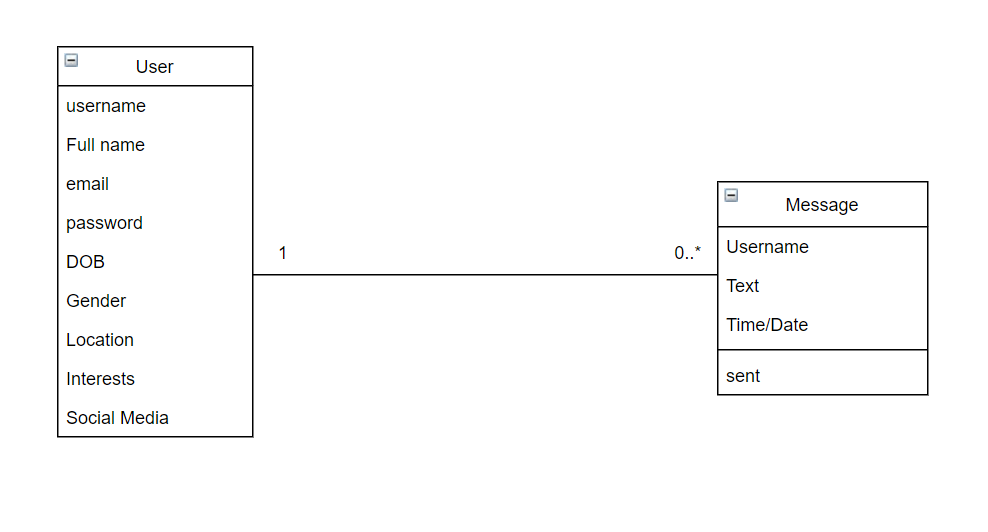 User
username
Full name
email
password
DOB
Gender
Location
Interests
Social Media
1
0..*
Message
Username
Text
Time/Date
sent